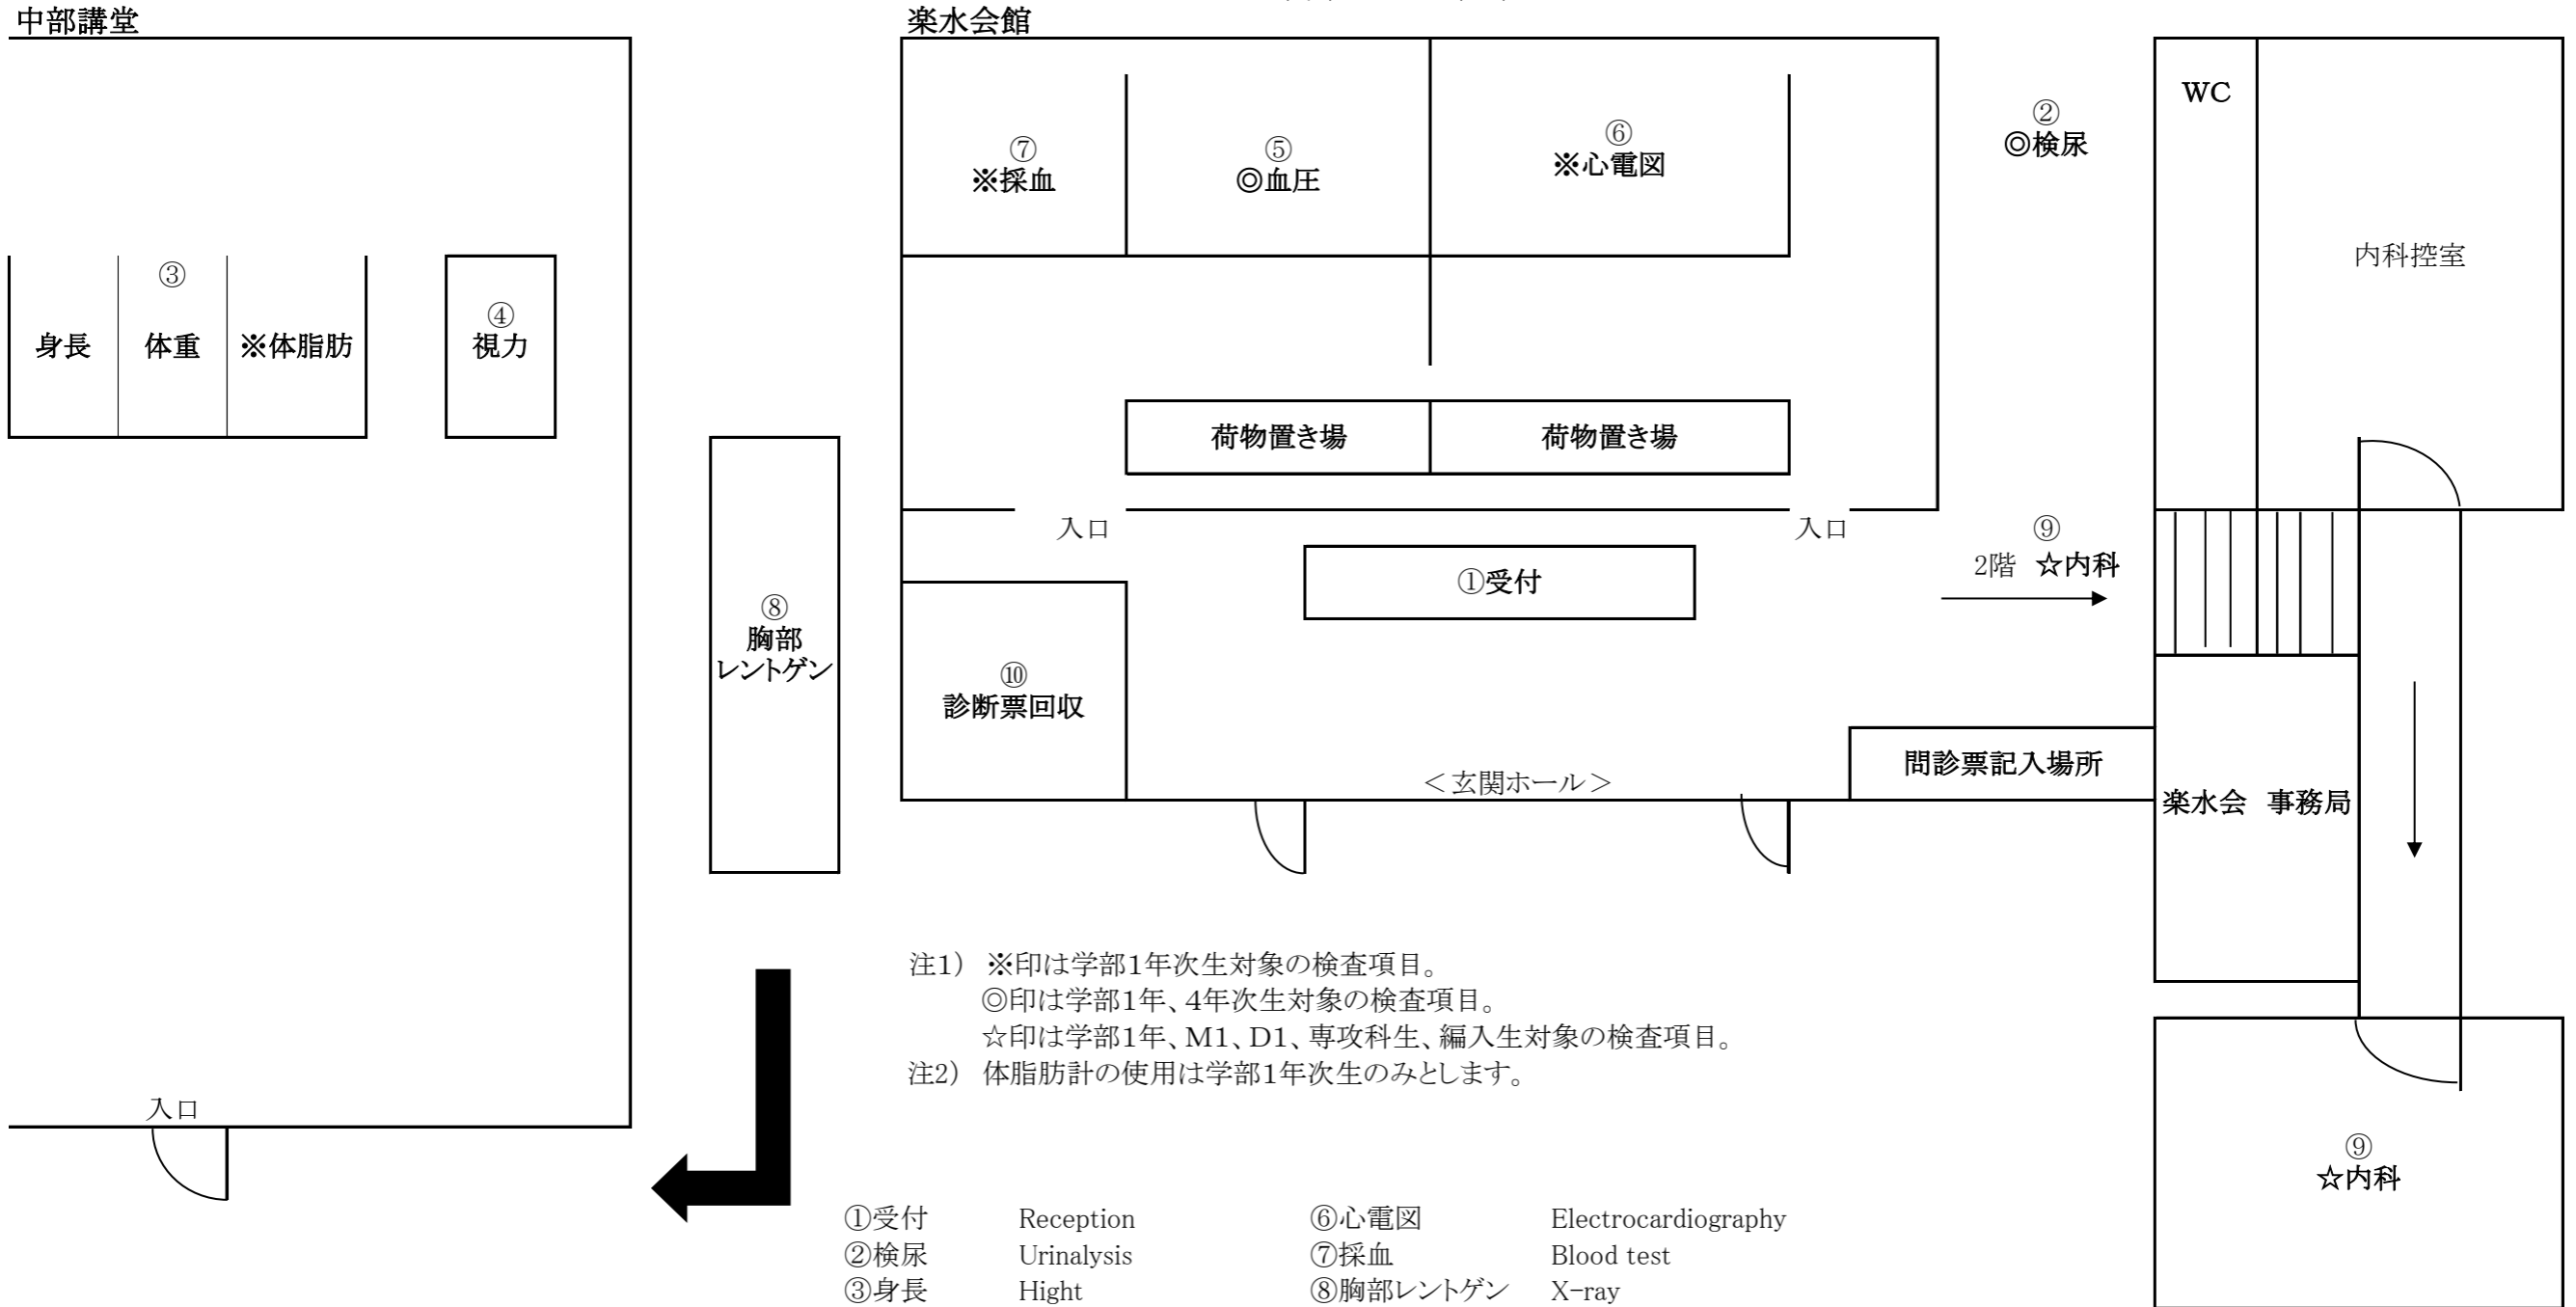 中部講堂
楽水会館
WC
②
◎検尿
⑦
※採血
⑤
◎血圧
⑥
※心電図
内科控室
③
身長
体重
※体脂肪
④
視力
荷物置き場
荷物置き場
入口
入口
⑨
2階 ☆内科
①受付
⑧
胸部
レントゲン
⑩
診断票回収
問診票記入場所
＜玄関ホール＞
楽水会 事務局
注1） ※印は学部1年次生対象の検査項目。
◎印は学部1年、4年次生対象の検査項目。
☆印は学部1年、M1、D1、専攻科生、編入生対象の検査項目。
注2） 体脂肪計の使用は学部1年次生のみとします。
入口
⑨
☆内科
①受付 Reception ⑥心電図 Electrocardiography
②検尿 Urinalysis ⑦採血 Blood test
③身長 Hight ⑧胸部レントゲン X-ray